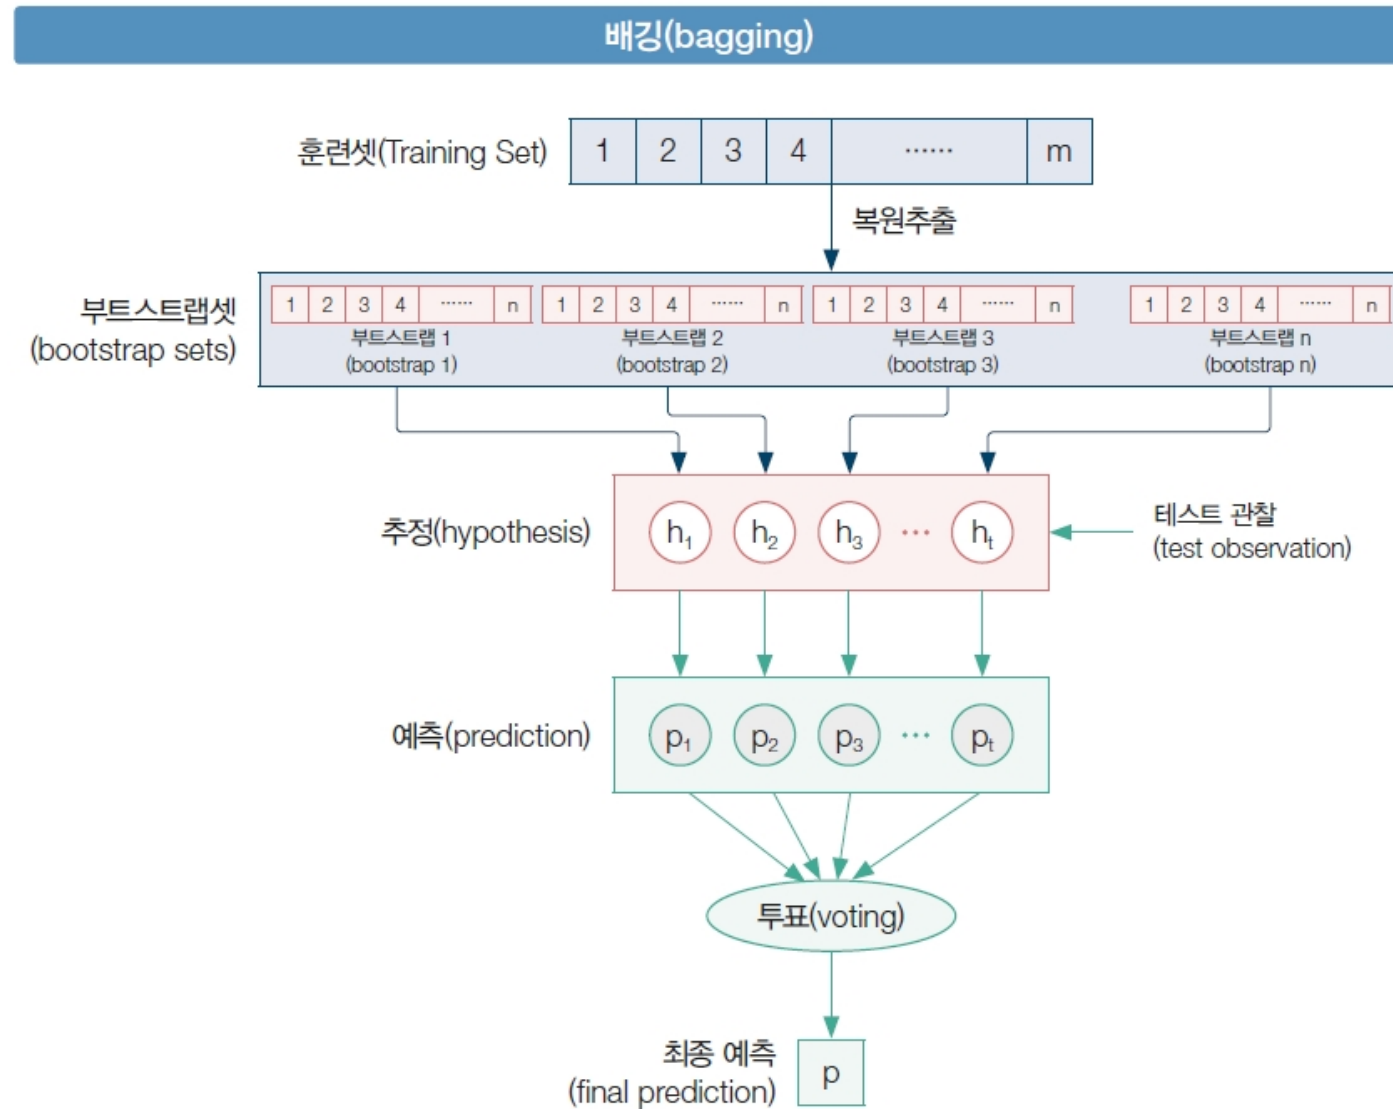 배깅(bagging)
훈련셋(Training Set) 1 2 3 4 ⋯⋯ m
복원추출
부트스트랩셋
(bootstrap sets)
1 2 3 4 ⋯⋯ n 1 2 3 4 ⋯⋯ n 1 2 3 4 ⋯⋯ n 1 2 3 4 ⋯⋯ n
부트스트랩 1 부트스트랩 2 부트스트랩 3 부트스트랩 n
(bootstrap 1) (bootstrap 2) (bootstrap 3) (bootstrap n)
추정(hypothesis) h₁ h₂ h₃ ⋯ hₜ
테스트 관찰
(test observation)
예측(prediction) p₁ p₂ p₃ ⋯ pₜ
투표(voting)
최종 예측
(final prediction)
p